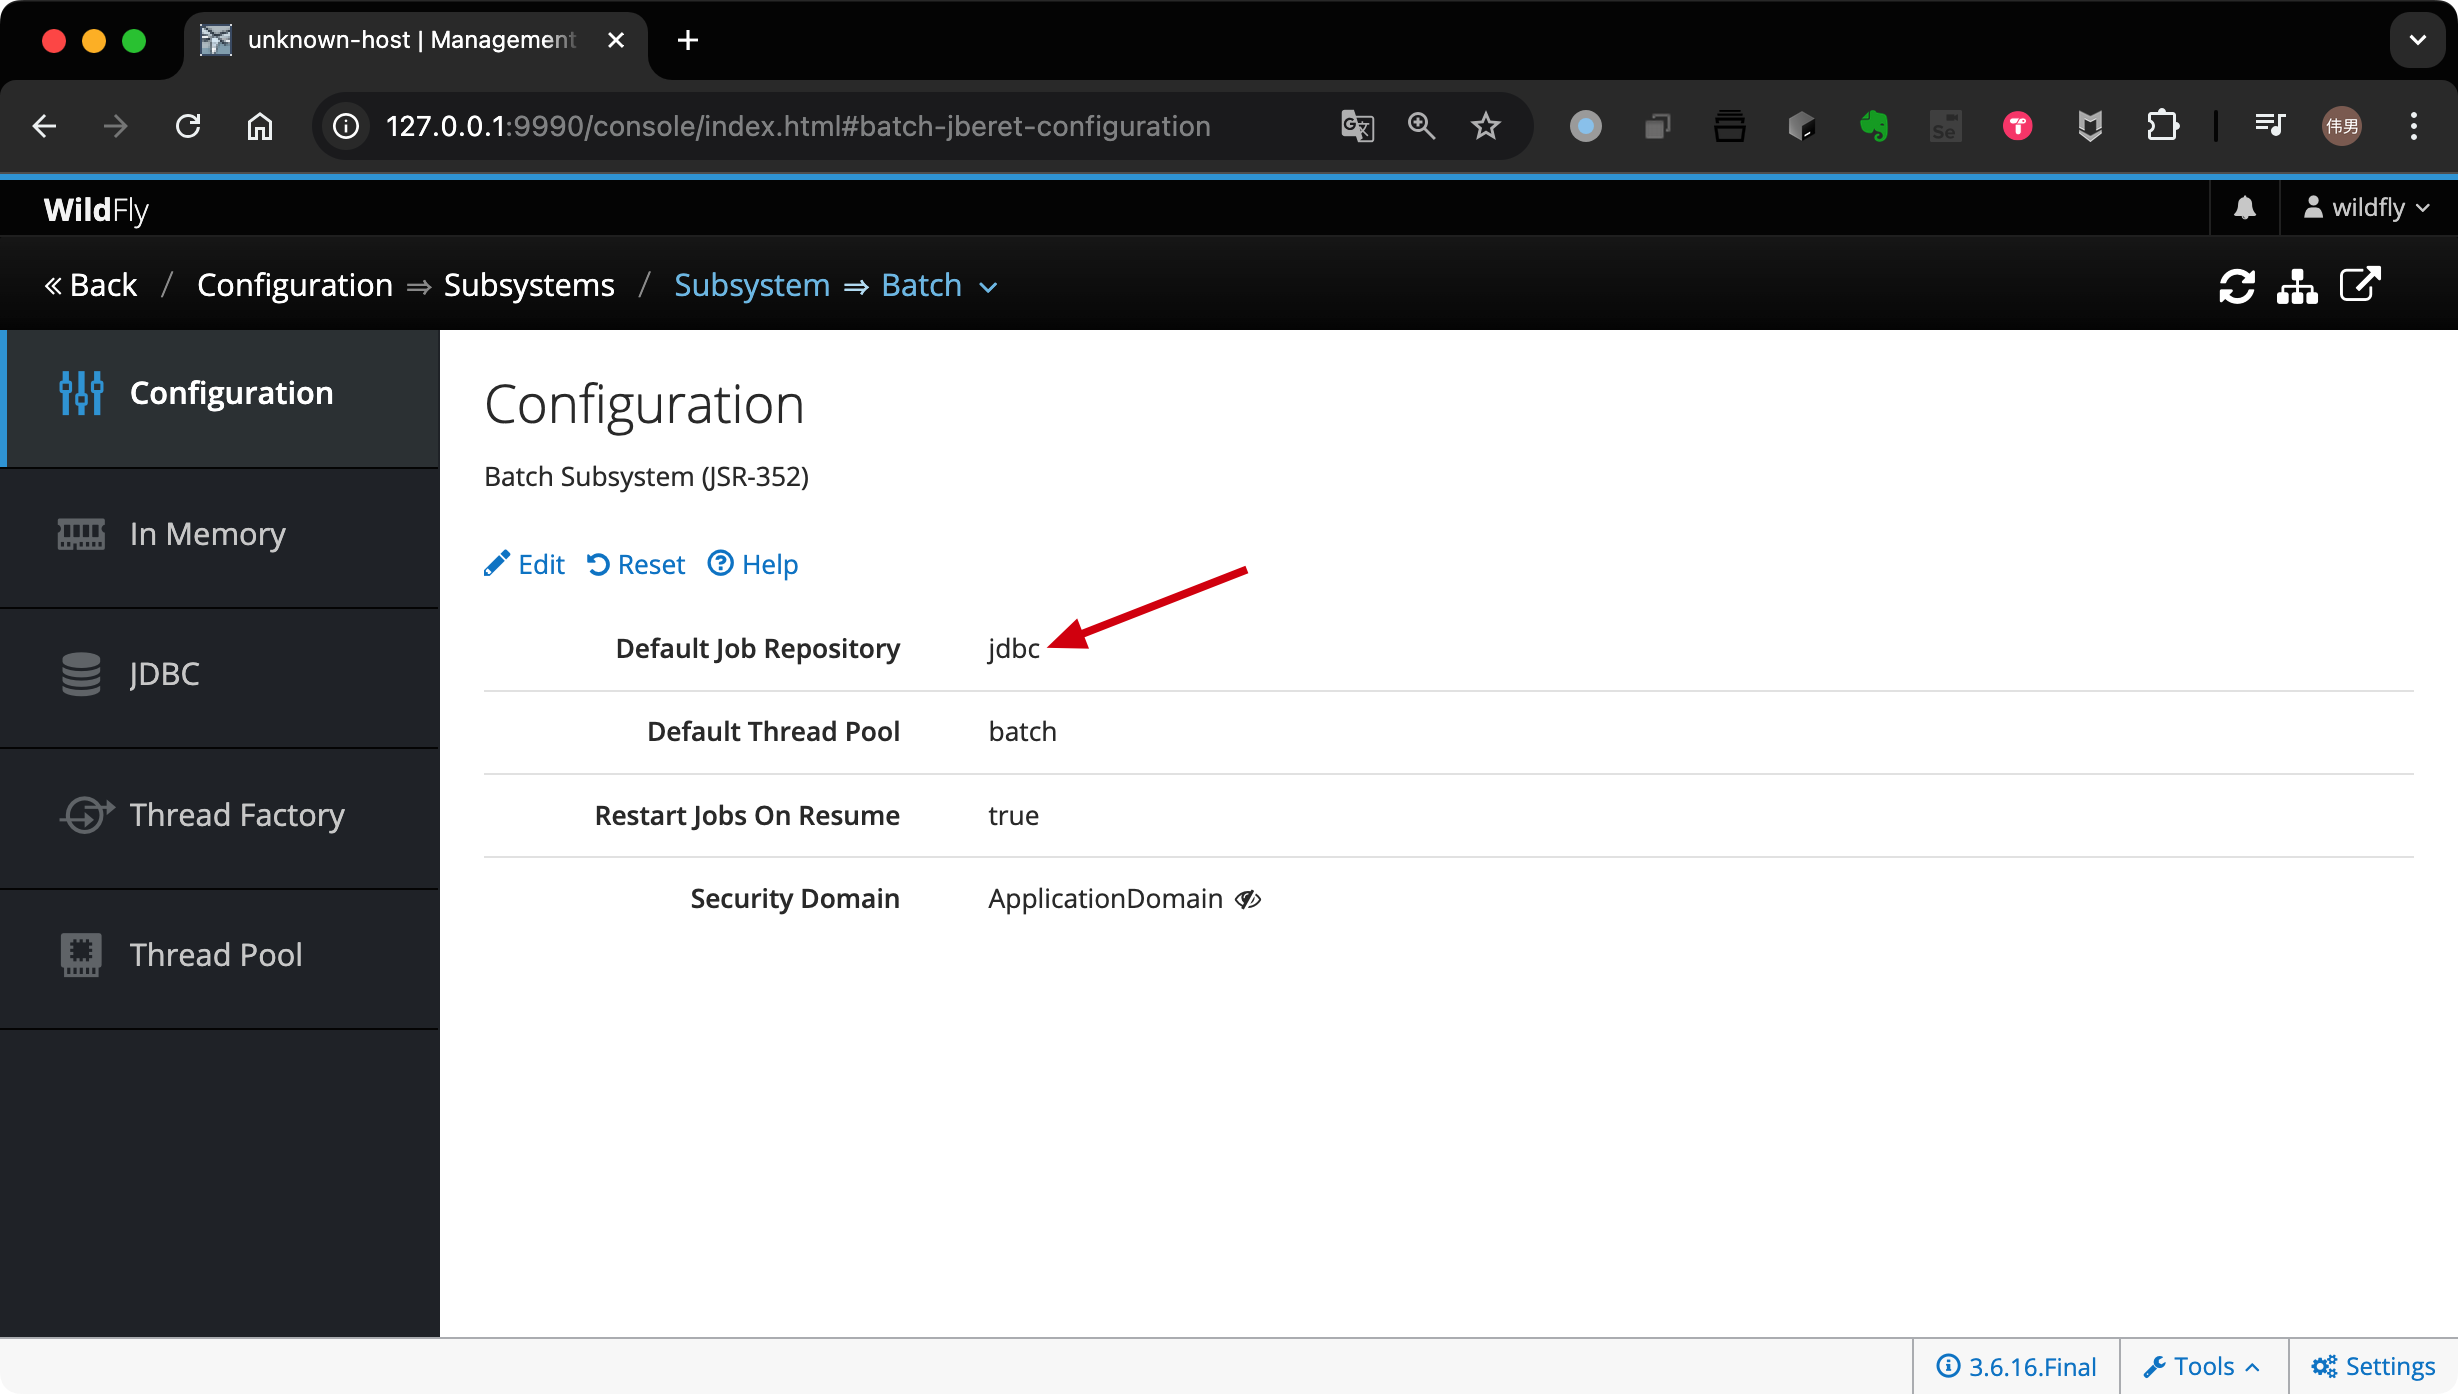 unknown-host | Management
127.0.0.1:9990/console/index.html#batch-jberet-configuration
Se
伟男
WildFly
wildfly
« Back / Configuration ⇒ Subsystems / Subsystem ⇒ Batch
Configuration
In Memory
JDBC
Thread Factory
Thread Pool
Configuration
Batch Subsystem (JSR-352)
Edit Reset Help
Default Job Repository jdbc
Default Thread Pool batch
Restart Jobs On Resume true
Security Domain ApplicationDomain
3.6.16.Final Tools Settings